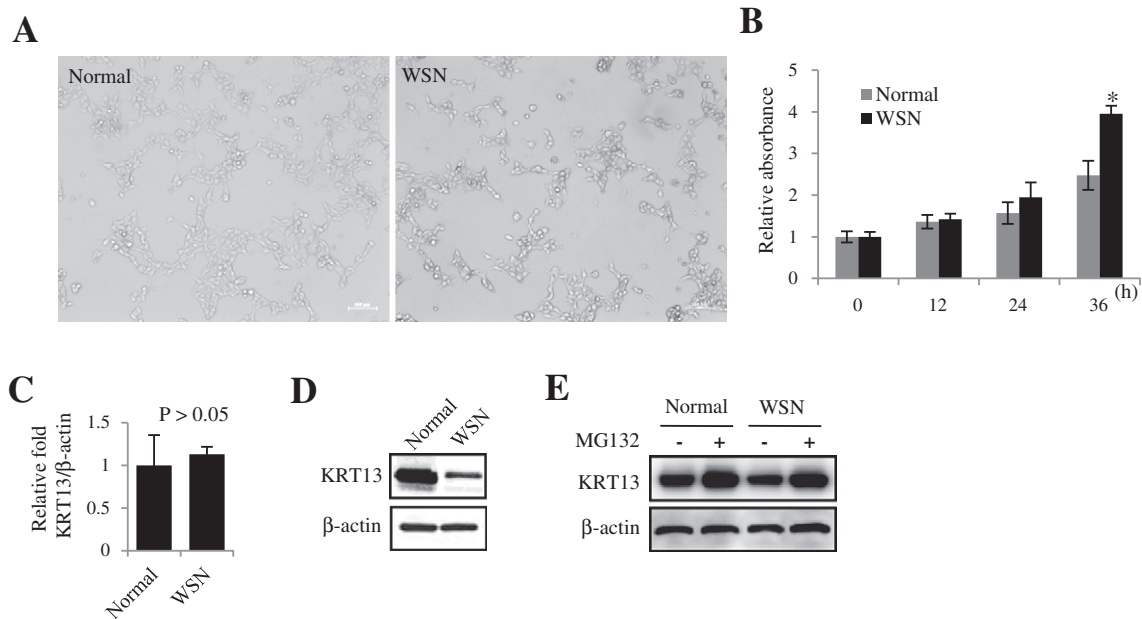 A
Normal
WSN
B
Relative absorbance
5
4
3
2
1
0
Normal
WSN
*
0
12
24
36
(h)
C
Relative fold
KRT13/β-actin
P > 0.05
1.5
1
0.5
0
Normal
WSN
D
Normal
WSN
KRT13
β-actin
E
Normal
WSN
MG132
- + - +
KRT13
β-actin